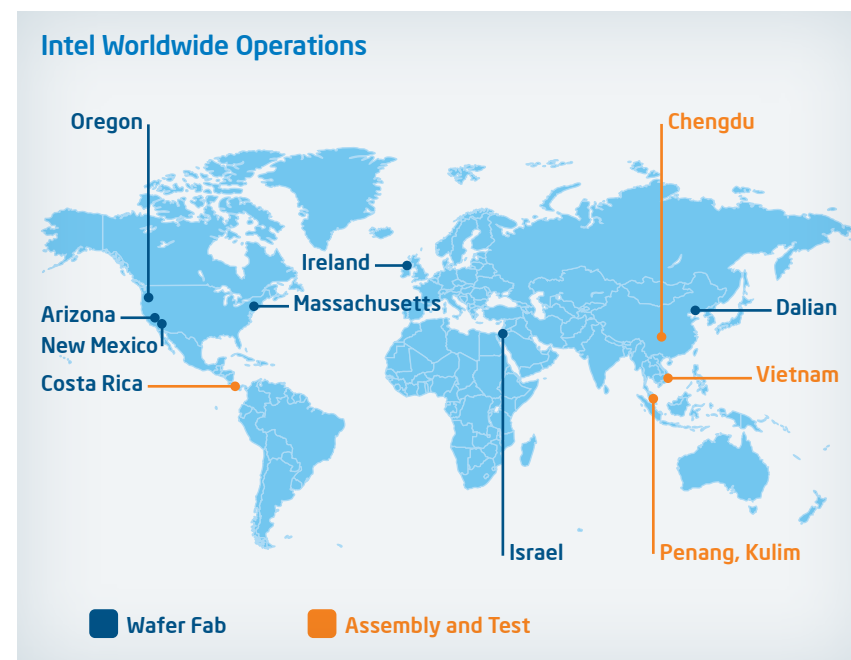 Intel Worldwide Operations
Oregon
Chengdu
Ireland
Massachusetts
Arizona
Dalian
New Mexico
Costa Rica
Vietnam
Israel
Penang, Kulim
Wafer Fab
Assembly and Test